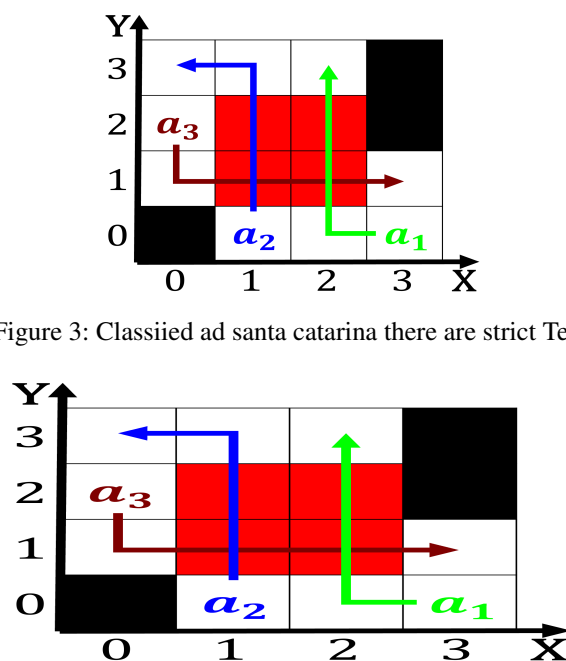 Y
3
2
a3
1
0
a2
a1
0 1 2 3 X
Figure 3: Classiied ad santa catarina there are strict Te
Y
3
2
a3
1
0
a2
a1
0 1 2 3 X